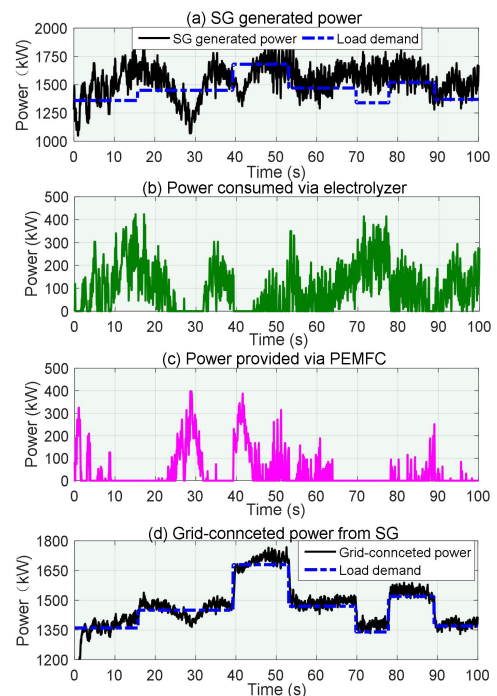 (a) SG generated power
SG generated power
Load demand
Power (kW)
2000
1750
1500
1250
1000
0 10 20 30 40 50 60 70 80 90 100
Time (s)
(b) Power consumed via electrolyzer
Power (kW)
500
400
300
200
100
0
0 10 20 30 40 50 60 70 80 90 100
Time (s)
(c) Power provided via PEMFC
Power (kW)
500
400
300
200
100
0
0 10 20 30 40 50 60 70 80 90 100
Time (s)
(d) Grid-connceted power from SG
Grid-connceted power
Load demand
Power (kW)
1800
1650
1500
1350
1200
0 10 20 30 40 50 60 70 80 90 100
Time (s)